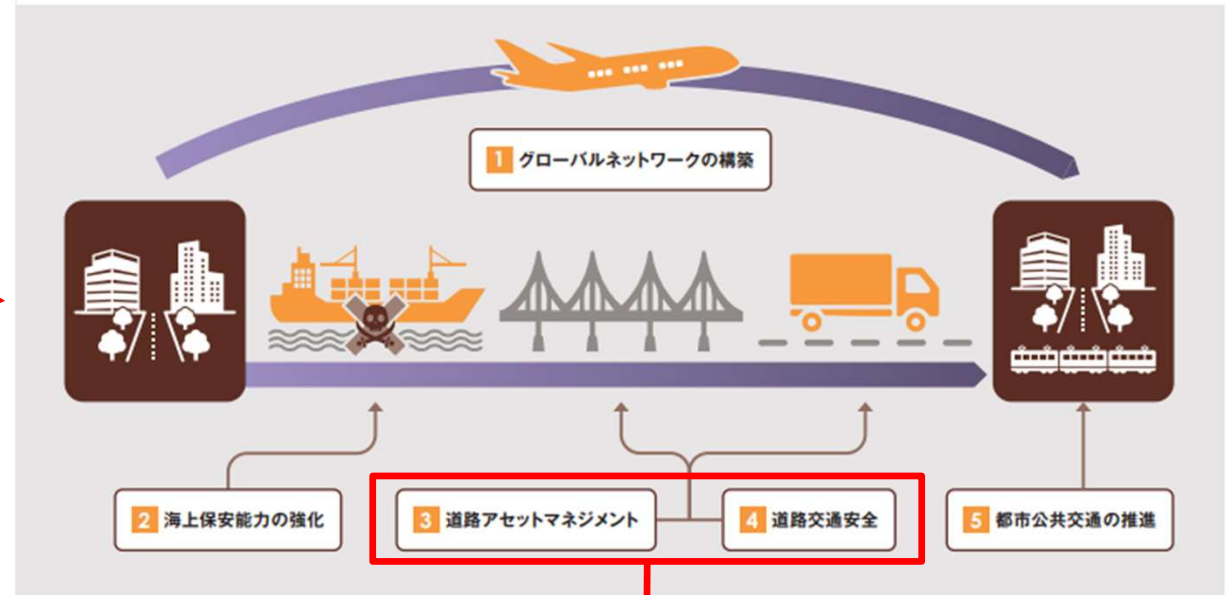 1 グローバルネットワークの構築
2 海上保安能力の強化
3 道路アセットマネジメント
4 道路交通安全
5 都市公共交通の推進